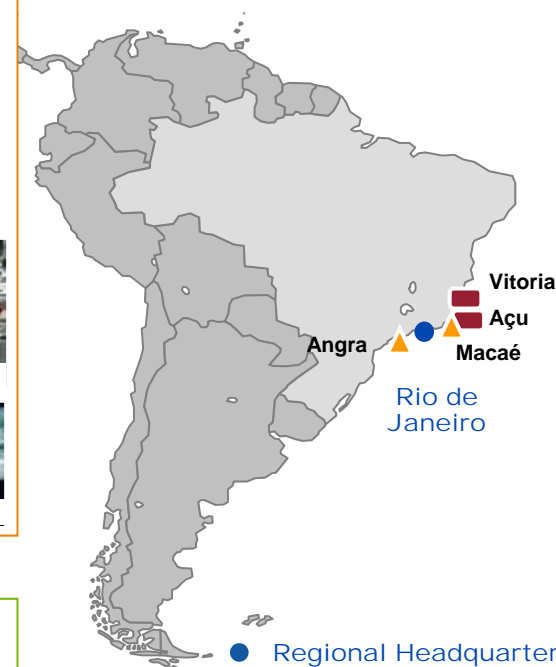 Vitoria
Açu
Angra
Macaé
Rio de
Janeiro
Regional Headquarter